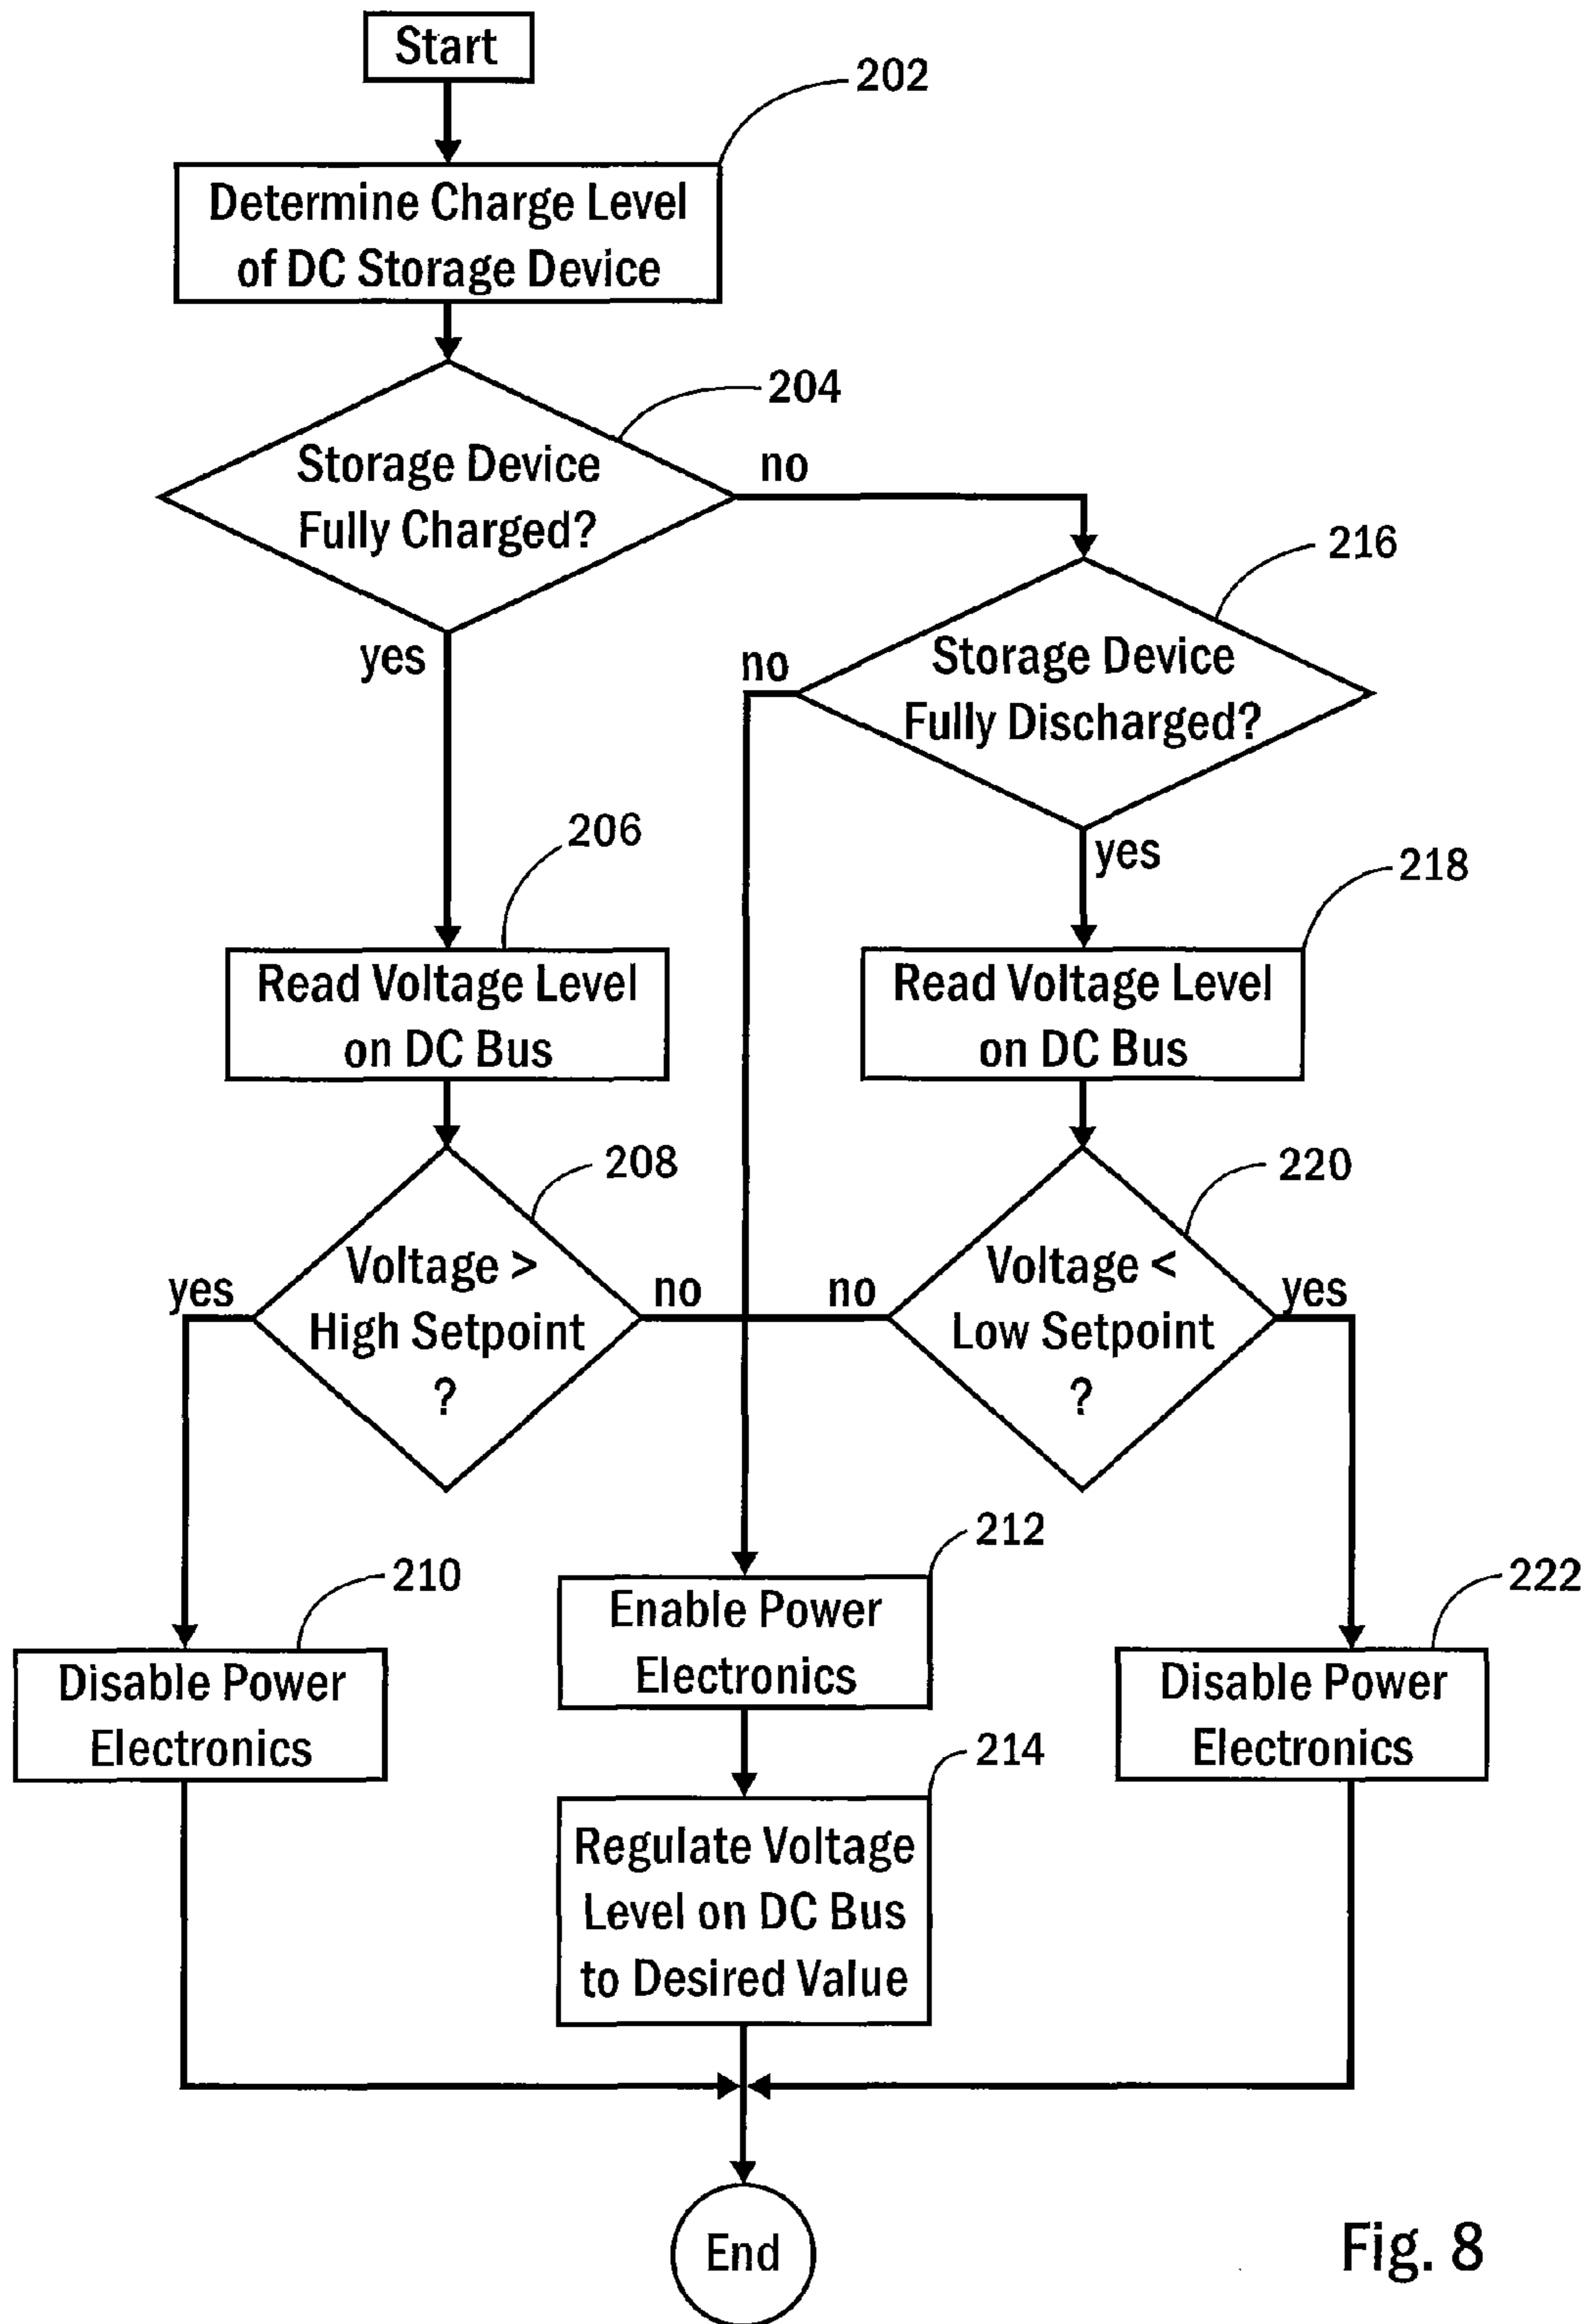 Start
202
Determine Charge Level
of DC Storage Device
204
Storage Device
Fully Charged?
no
yes
216
Storage Device
Fully Discharged?
no
yes
206
Read Voltage Level
on DC Bus
218
Read Voltage Level
on DC Bus
208
Voltage >
High Setpoint
?
yes
no
220
Voltage <
Low Setpoint
?
no
yes
210
Disable Power
Electronics
212
Enable Power
Electronics
222
Disable Power
Electronics
214
Regulate Voltage
Level on DC Bus
to Desired Value
End
Fig. 8